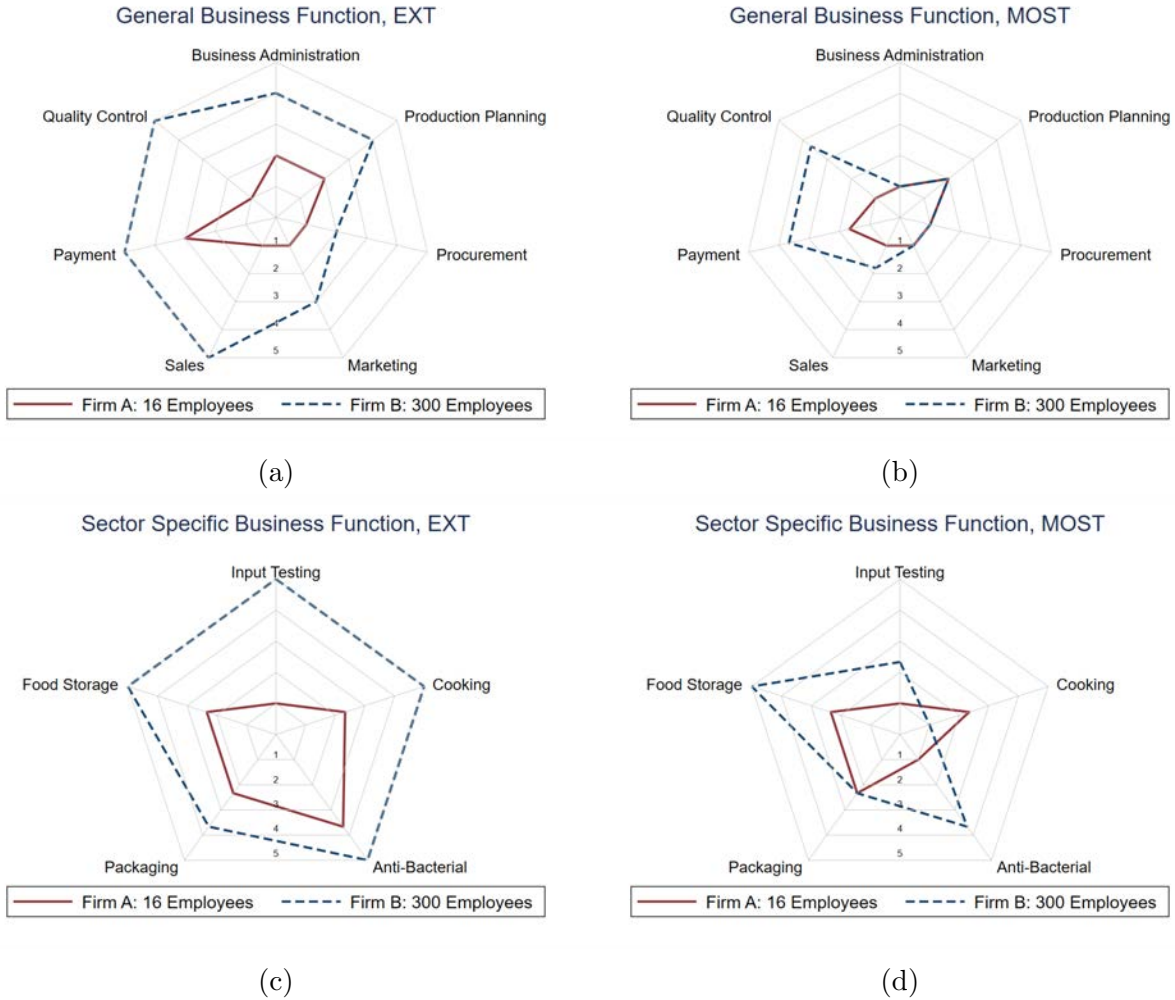 General Business Function, EXT
Business Administration
Quality Control
Production Planning
Payment
Procurement
1
2
3
4
5
Sales
Marketing
Firm A: 16 Employees
Firm B: 300 Employees
(a)
General Business Function, MOST
Business Administration
Quality Control
Production Planning
Payment
Procurement
1
2
3
4
5
Sales
Marketing
Firm A: 16 Employees
Firm B: 300 Employees
(b)
Sector Specific Business Function, EXT
Input Testing
Food Storage
Cooking
1
2
3
4
5
Packaging
Anti-Bacterial
Firm A: 16 Employees
Firm B: 300 Employees
(c)
Sector Specific Business Function, MOST
Input Testing
Food Storage
Cooking
1
2
3
4
5
Packaging
Anti-Bacterial
Firm A: 16 Employees
Firm B: 300 Employees
(d)